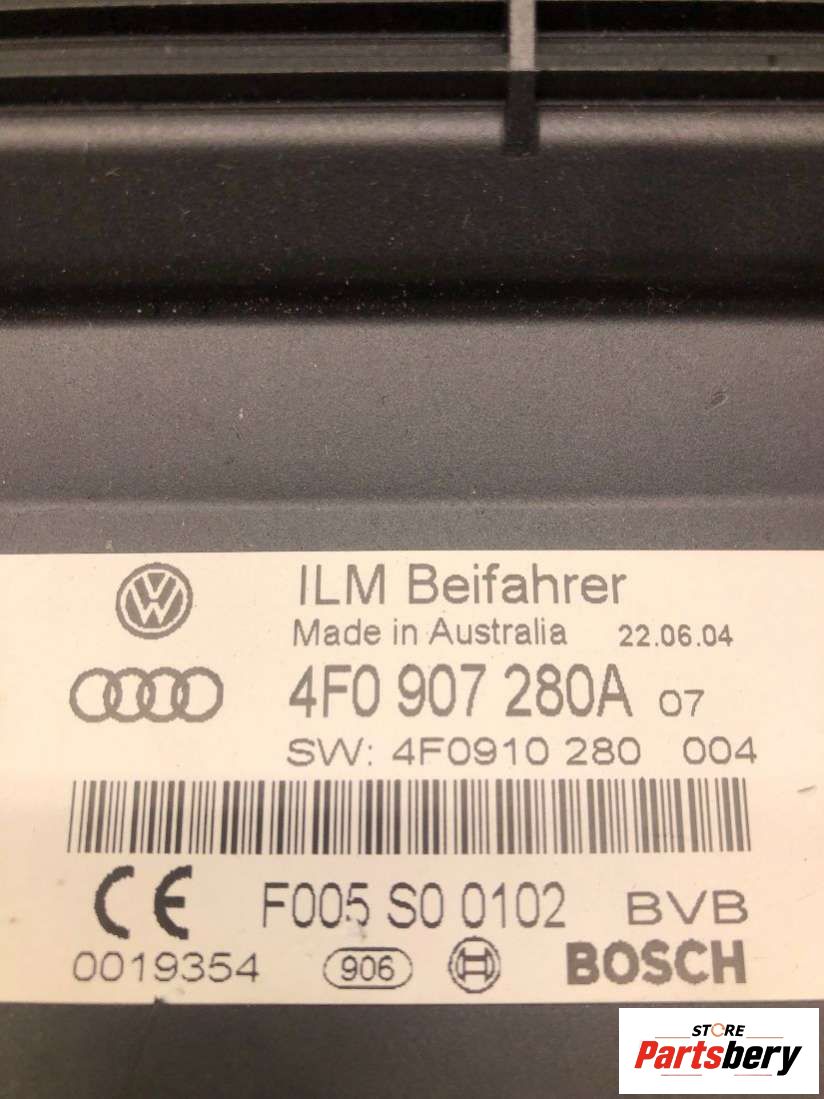 ILM Beifahrer
Made in Australia 22.06.04
4F0 907 280A 07
SW: 4F0910 280 004
CE F005 S0 0102 BVB
0019354 906 BOSCH
STORE
Partsbery